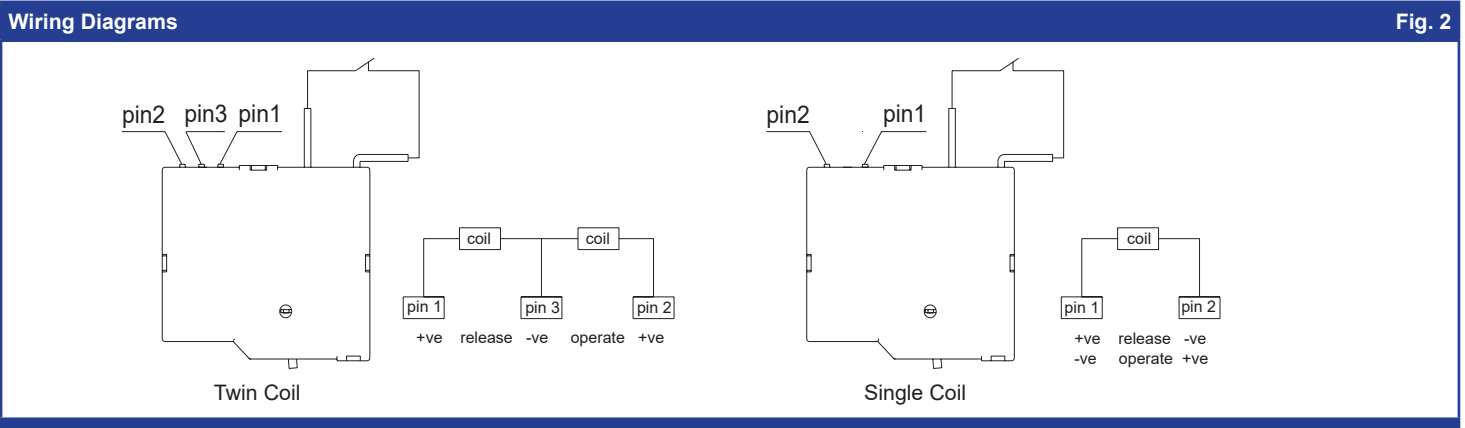 Wiring Diagrams Fig. 2
pin2 pin3 pin1
coil coil
pin 1 pin 3 pin 2
+ve release -ve operate +ve
Twin Coil
pin2 pin1
coil
pin 1 pin 2
+ve release -ve
-ve operate +ve
Single Coil